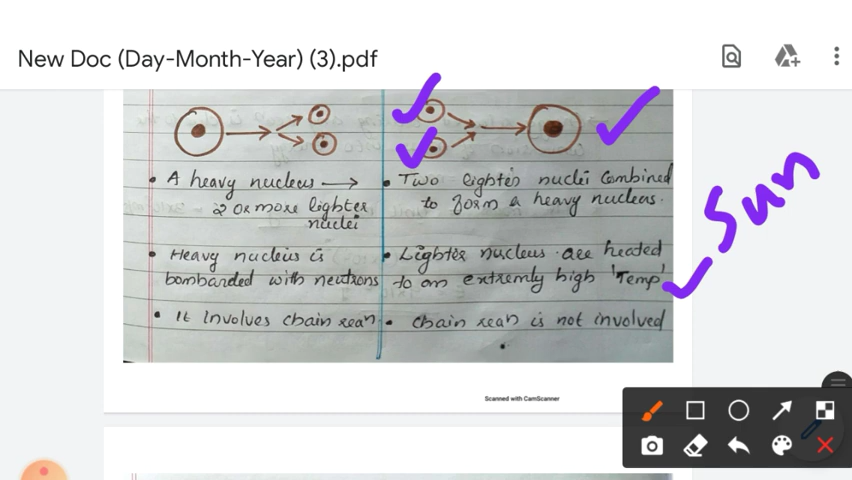 New Doc (Day-Month-Year) (3).pdf
• A heavy nucleus → 2 or more lighter nuclei
• Two lighter nuclei combined to form a heavy nucleas.
Sun
• Heavy nucleus is bombarded with neutrons
• Lighter nucleus are heated to an extremly high 'Temp'
• It involves chain rean
• chain rean is not involved
Scanned with CamScanner